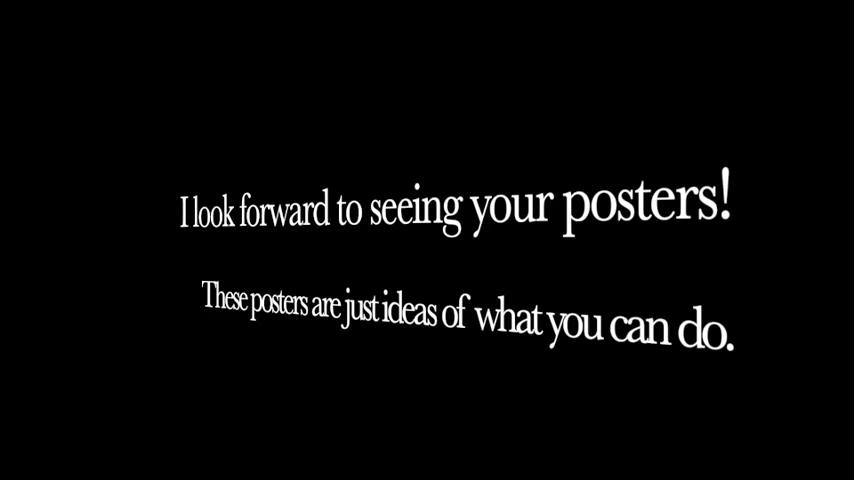 I look forward to seeing your posters!
These posters are just ideas of what you can do.